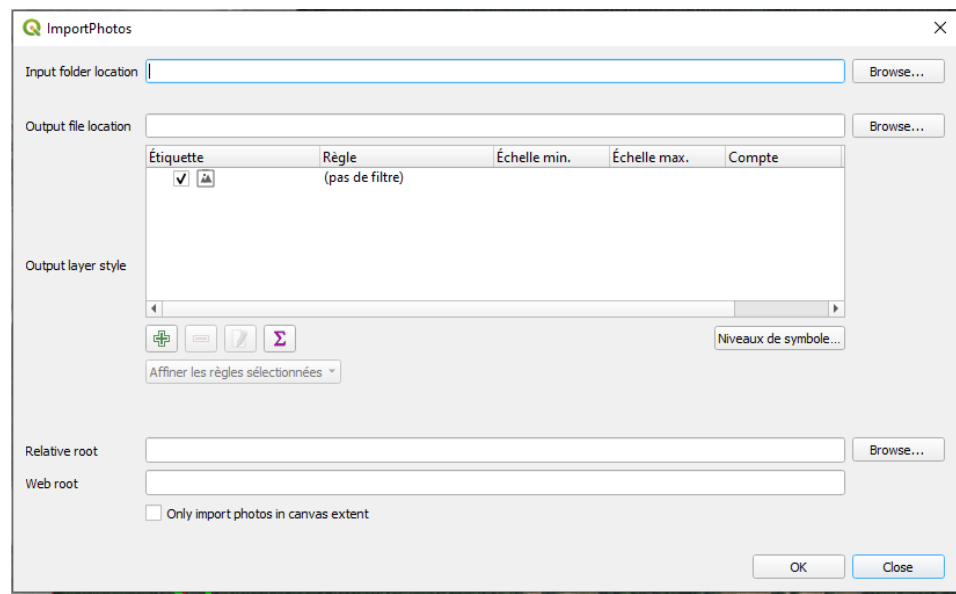 ImportPhotos
Input folder location Browse...
Output file location Browse...
Étiquette Règle Échelle min. Échelle max. Compte
(pas de filtre)
Output layer style
Σ Niveaux de symbole...
Affiner les règles sélectionnées
Relative root Browse...
Web root
Only import photos in canvas extent
OK Close